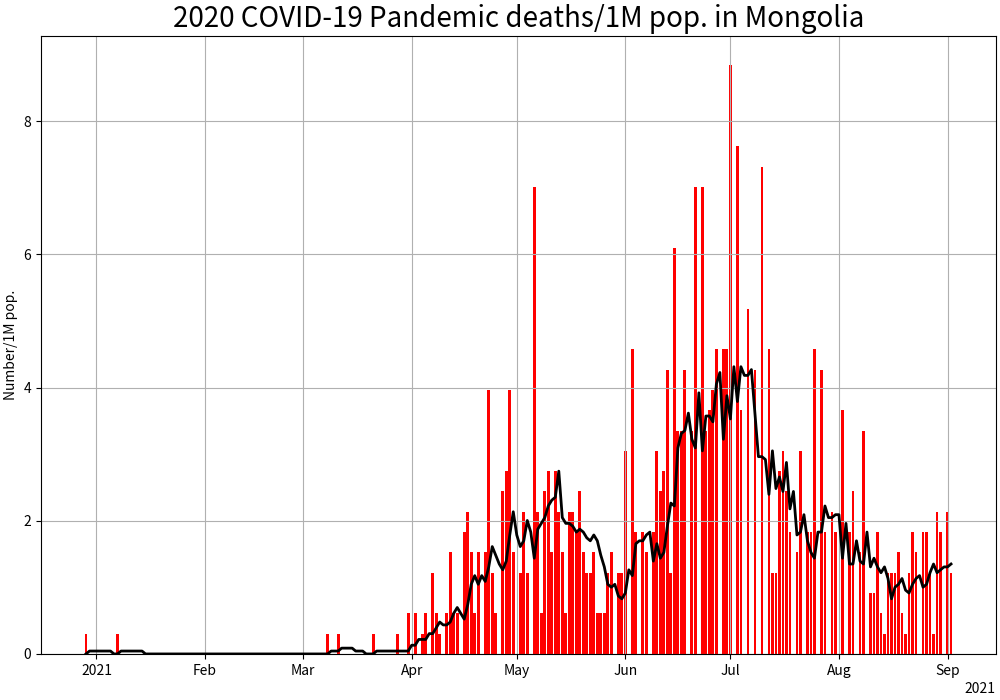 2020 COVID-19 Pandemic deaths/1M pop. in Mongolia
Number/1M pop.
8
6
4
2
0
2021 Feb Mar Apr May Jun Jul Aug Sep
2021